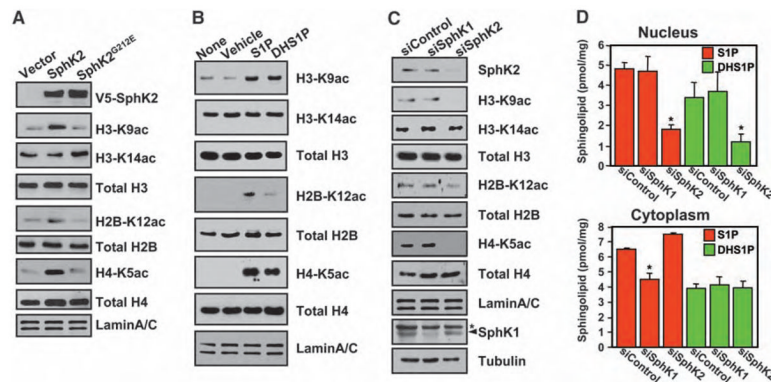 A
Vector
SphK2
SphK2G212E
V5-SphK2
H3-K9ac
H3-K14ac
Total H3
H2B-K12ac
Total H2B
H4-K5ac
Total H4
LaminA/C
B
None
Vehicle
S1P
DHS1P
H3-K9ac
H3-K14ac
Total H3
H2B-K12ac
Total H2B
H4-K5ac
Total H4
LaminA/C
C
siControl
siSphK1
siSphK2
SphK2
H3-K9ac
H3-K14ac
Total H3
H2B-K12ac
Total H2B
H4-K5ac
Total H4
LaminA/C
*
SphK1
Tubulin
D
Nucleus
Sphingolipid (pmol/mg)
6
5
4
3
2
1
0
S1P
DHS1P
*
*
siControl
siSphK1
siSphK2
siControl
siSphK1
siSphK2
Cytoplasm
Sphingolipid (pmol/mg)
8
7
6
5
4
3
2
1
0
S1P
DHS1P
*
siControl
siSphK1
siSphK2
siControl
siSphK1
siSphK2